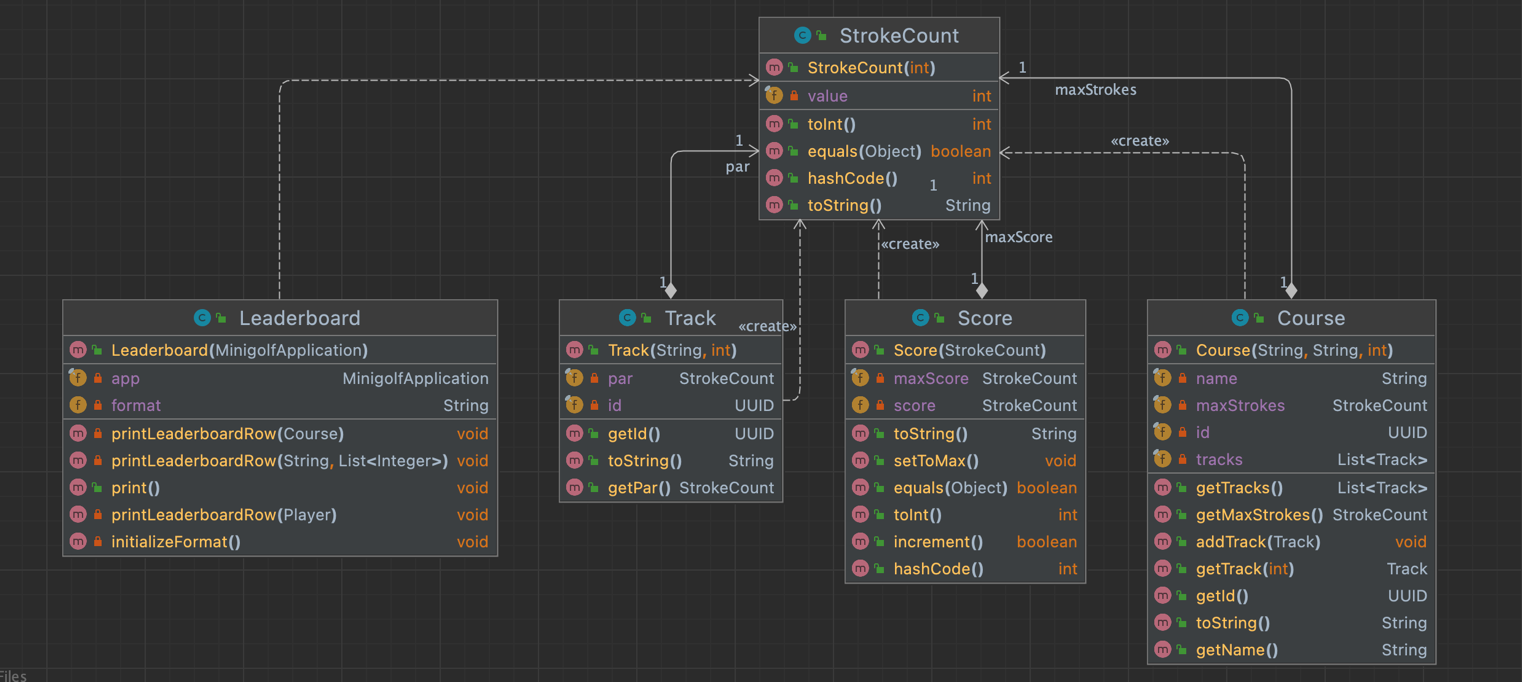 StrokeCount
StrokeCount(int)
value int
toInt() int
equals(Object) boolean
hashCode() int
1
toString() String
1
maxStrokes
«create»
1
par
«create»
maxScore
1
1
1
«create»
Leaderboard
Leaderboard(MinigolfApplication)
app MinigolfApplication
format String
printLeaderboardRow(Course) void
printLeaderboardRow(String, List<Integer>) void
print() void
printLeaderboardRow(Player) void
initializeFormat() void
Track
Track(String, int)
par StrokeCount
id UUID
getId() UUID
toString() String
getPar() StrokeCount
Score
Score(StrokeCount)
maxScore StrokeCount
score StrokeCount
toString() String
setToMax() void
equals(Object) boolean
toInt() int
increment() boolean
hashCode() int
Course
Course(String, String, int)
name String
maxStrokes StrokeCount
id UUID
tracks List<Track>
getTracks() List<Track>
getMaxStrokes() StrokeCount
addTrack(Track) void
getTrack(int) Track
getId() UUID
toString() String
getName() String
Files